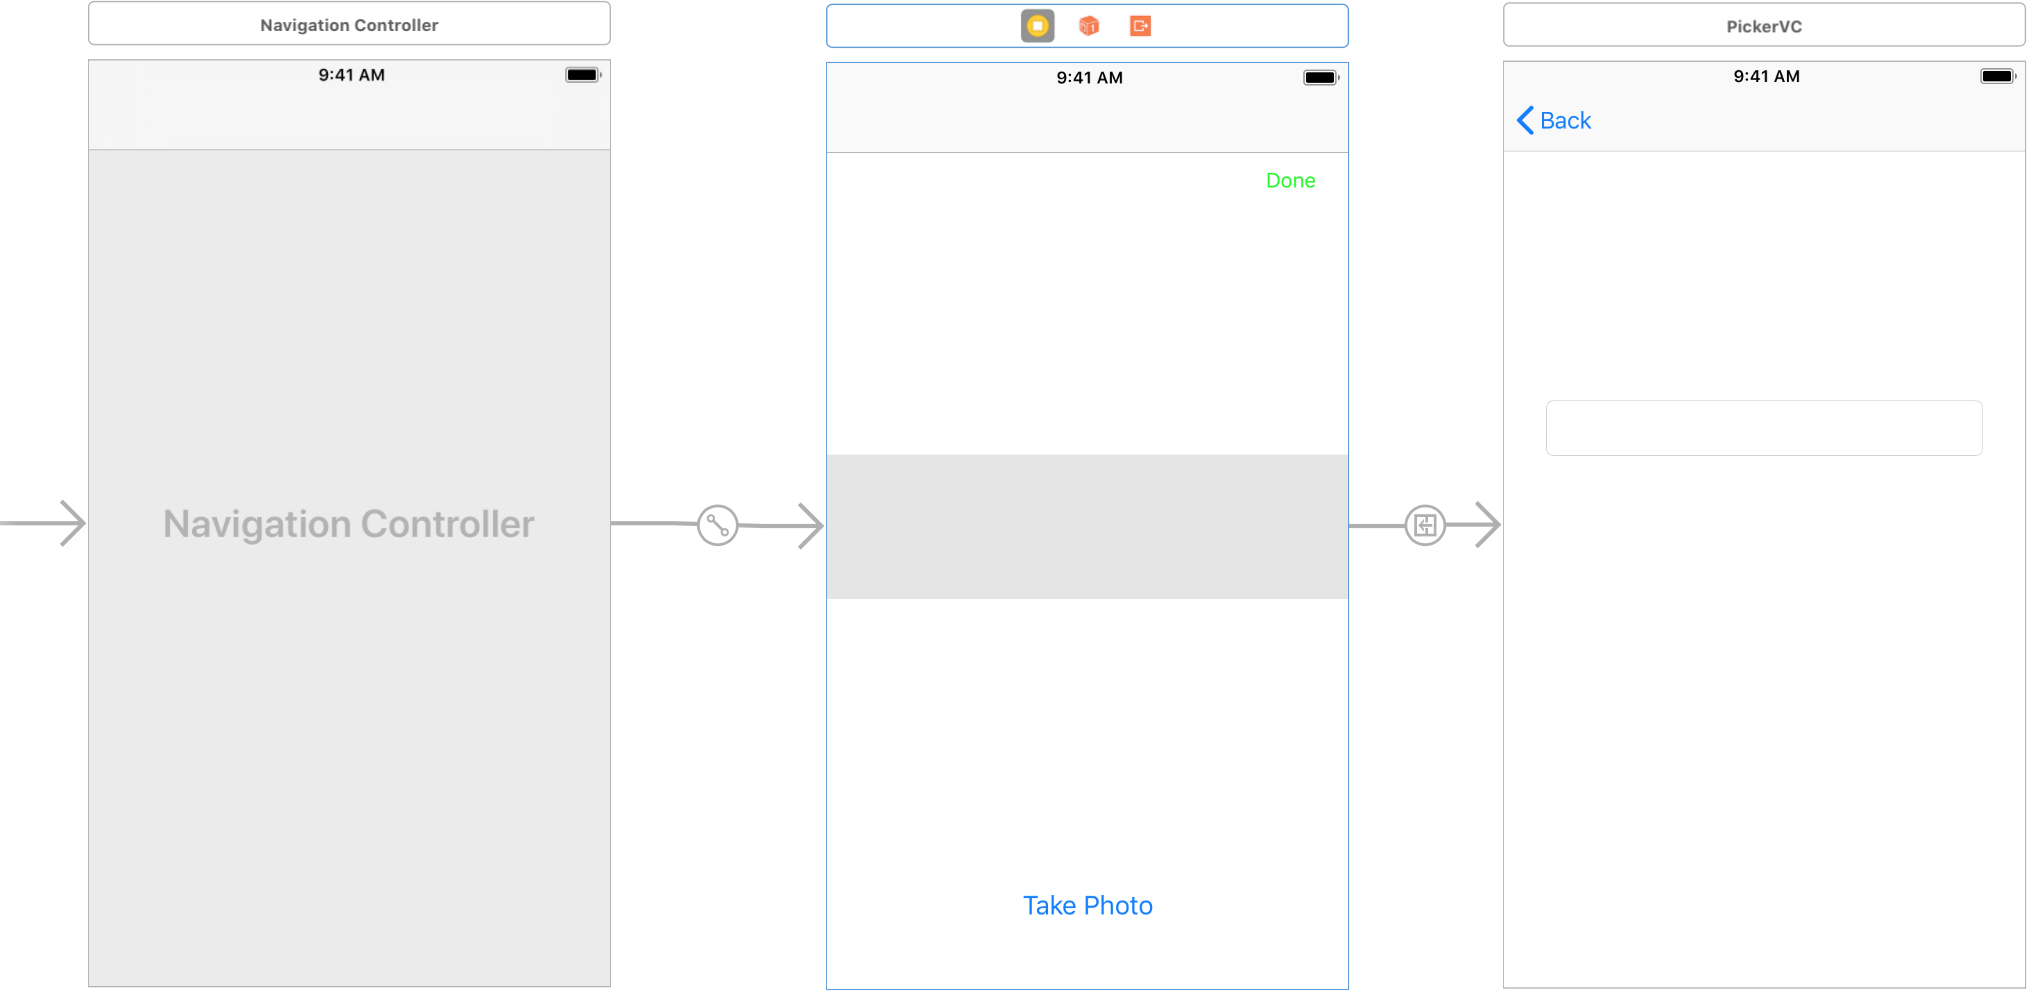 Navigation Controller
9:41 AM
Navigation Controller
9:41 AM
Done
Take Photo
PickerVC
9:41 AM
Back